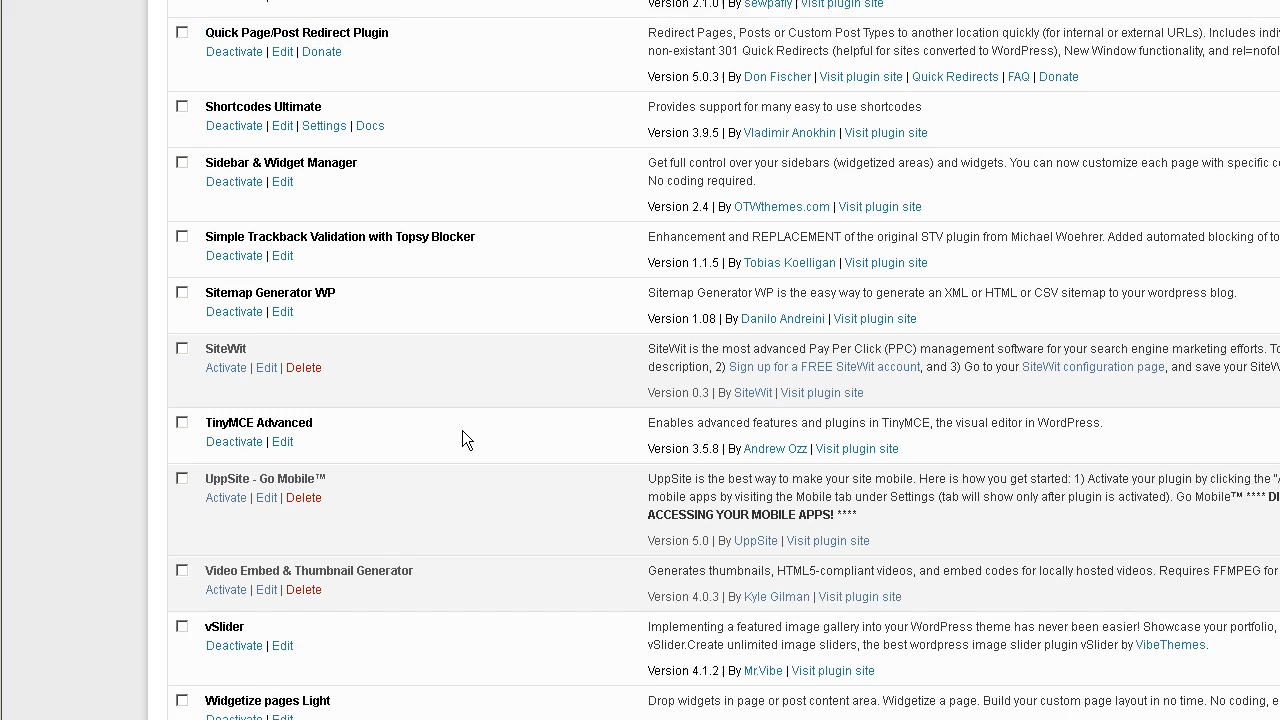 Version 2.1.0 | By sewpafly | Visit plugin site
Quick Page/Post Redirect Plugin
Redirect Pages, Posts or Custom Post Types to another location quickly (for internal or external URLs). Includes indi
Deactivate | Edit | Donate
non-existant 301 Quick Redirects (helpful for sites converted to WordPress), New Window functionality, and rel=nofol
Version 5.0.3 | By Don Fischer | Visit plugin site | Quick Redirects | FAQ | Donate
Shortcodes Ultimate
Provides support for many easy to use shortcodes
Deactivate | Edit | Settings | Docs
Version 3.9.5 | By Vladimir Anokhin | Visit plugin site
Sidebar & Widget Manager
Get full control over your sidebars (widgetized areas) and widgets. You can now customize each page with specific c
Deactivate | Edit
No coding required.
Version 2.4 | By OTWthemes.com | Visit plugin site
Simple Trackback Validation with Topsy Blocker
Enhancement and REPLACEMENT of the original STV plugin from Michael Woehrer. Added automated blocking of to
Deactivate | Edit
Version 1.1.5 | By Tobias Koelligan | Visit plugin site
Sitemap Generator WP
Sitemap Generator WP is the easy way to generate an XML or HTML or CSV sitemap to your wordpress blog.
Deactivate | Edit
Version 1.08 | By Danilo Andreini | Visit plugin site
SiteWit
SiteWit is the most advanced Pay Per Click (PPC) management software for your search engine marketing efforts. To
Activate | Edit | Delete
description, 2) Sign up for a FREE SiteWit account, and 3) Go to your SiteWit configuration page, and save your SiteW
Version 0.3 | By SiteWit | Visit plugin site
TinyMCE Advanced
Enables advanced features and plugins in TinyMCE, the visual editor in WordPress.
Deactivate | Edit
Version 3.5.8 | By Andrew Ozz | Visit plugin site
UppSite - Go Mobile™
UppSite is the best way to make your site mobile. Here is how you get started: 1) Activate your plugin by clicking the "A
Activate | Edit | Delete
mobile apps by visiting the Mobile tab under Settings (tab will show only after plugin is activated). Go Mobile™ **** DI
ACCESSING YOUR MOBILE APPS! ****
Version 5.0 | By UppSite | Visit plugin site
Video Embed & Thumbnail Generator
Generates thumbnails, HTML5-compliant videos, and embed codes for locally hosted videos. Requires FFMPEG for
Activate | Edit | Delete
Version 4.0.3 | By Kyle Gilman | Visit plugin site
vSlider
Implementing a featured image gallery into your WordPress theme has never been easier! Showcase your portfolio,
Deactivate | Edit
vSlider.Create unlimited image sliders, the best wordpress image slider plugin vSlider by VibeThemes.
Version 4.1.2 | By Mr.Vibe | Visit plugin site
Widgetize pages Light
Drop widgets in page or post content area. Widgetize a page. Build your custom page layout in no time. No coding, e
Deactivate | Edit